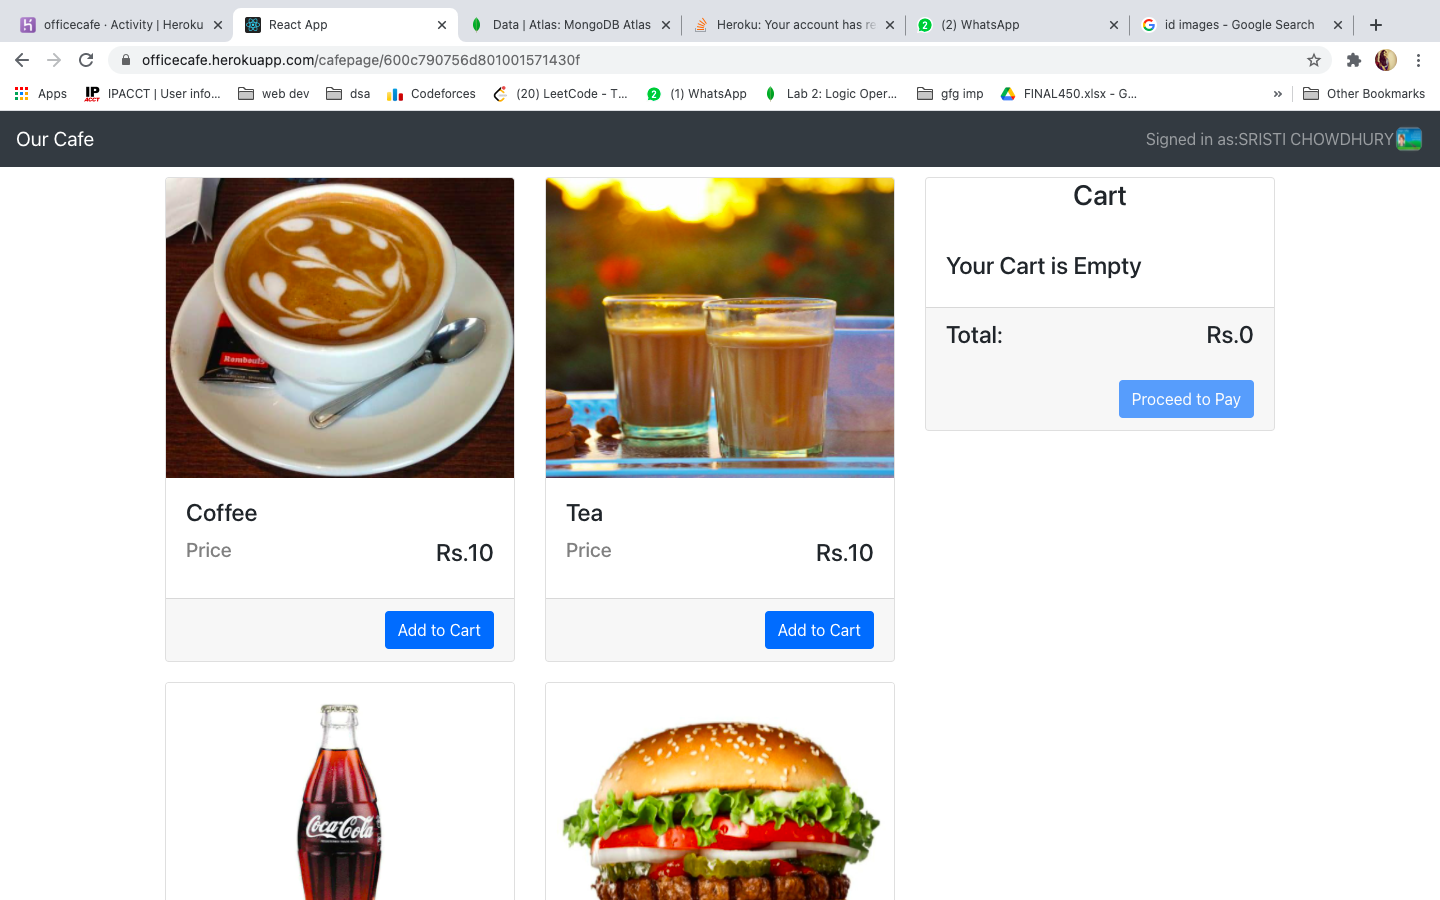 officecafe · Activity | Heroku
React App
Data | Atlas: MongoDB Atlas
Heroku: Your account has re
(2) WhatsApp
id images - Google Search
officecafe.herokuapp.com/cafepage/600c790756d801001571430f
Apps
IP ACCT
IPACCT | User info...
web dev
dsa
Codeforces
(20) LeetCode - T...
(1) WhatsApp
Lab 2: Logic Oper...
gfg imp
FINAL450.xlsx - G...
»
Other Bookmarks
Our Cafe
Signed in as:SRISTI CHOWDHURY
Rombouts
Coffee
Price
Rs.10
Add to Cart
Tea
Price
Rs.10
Add to Cart
Cart
Your Cart is Empty
Total:
Rs.0
Proceed to Pay
Coca-Cola